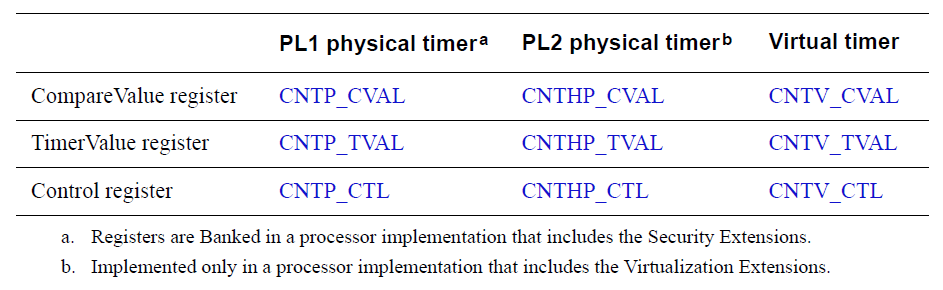 PL1 physical timerᵃ PL2 physical timerᵇ Virtual timer
CompareValue register CNTP_CVAL CNTHP_CVAL CNTV_CVAL
TimerValue register CNTP_TVAL CNTHP_TVAL CNTV_TVAL
Control register CNTP_CTL CNTHP_CTL CNTV_CTL
a. Registers are Banked in a processor implementation that includes the Security Extensions.
b. Implemented only in a processor implementation that includes the Virtualization Extensions.